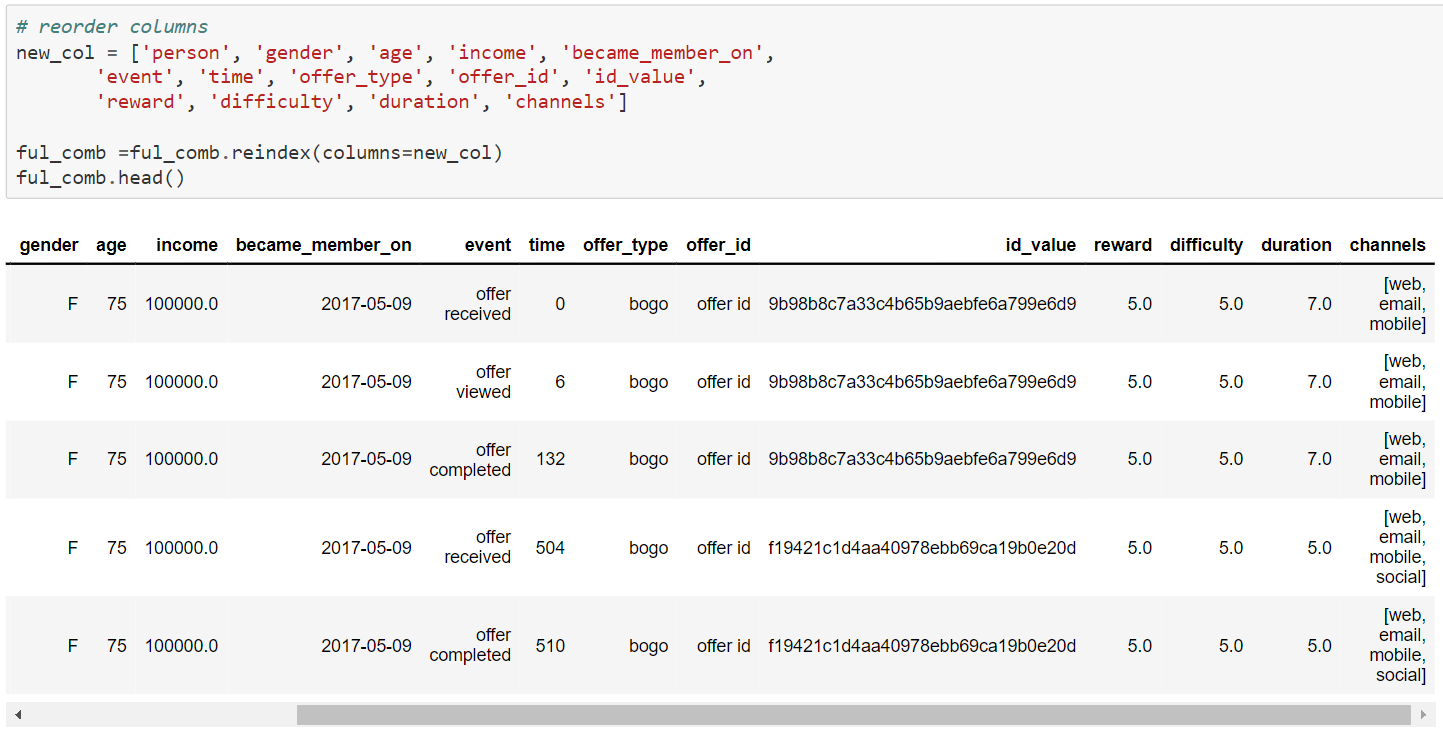 # reorder columns
new_col = ['person', 'gender', 'age', 'income', 'became_member_on',
'event', 'time', 'offer_type', 'offer_id', 'id_value',
'reward', 'difficulty', 'duration', 'channels']
ful_comb =ful_comb.reindex(columns=new_col)
ful_comb.head()
gender age income became_member_on event time offer_type offer_id id_value reward difficulty duration channels
F 75 100000.0 2017-05-09 offer received 0 bogo offer id 9b98b8c7a33c4b65b9aebfe6a799e6d9 5.0 5.0 7.0 [web, email, mobile]
F 75 100000.0 2017-05-09 offer viewed 6 bogo offer id 9b98b8c7a33c4b65b9aebfe6a799e6d9 5.0 5.0 7.0 [web, email, mobile]
F 75 100000.0 2017-05-09 offer completed 132 bogo offer id 9b98b8c7a33c4b65b9aebfe6a799e6d9 5.0 5.0 7.0 [web, email, mobile]
F 75 100000.0 2017-05-09 offer received 504 bogo offer id f19421c1d4aa40978ebb69ca19b0e20d 5.0 5.0 5.0 [web, email, mobile, social]
F 75 100000.0 2017-05-09 offer completed 510 bogo offer id f19421c1d4aa40978ebb69ca19b0e20d 5.0 5.0 5.0 [web, email, mobile, social]